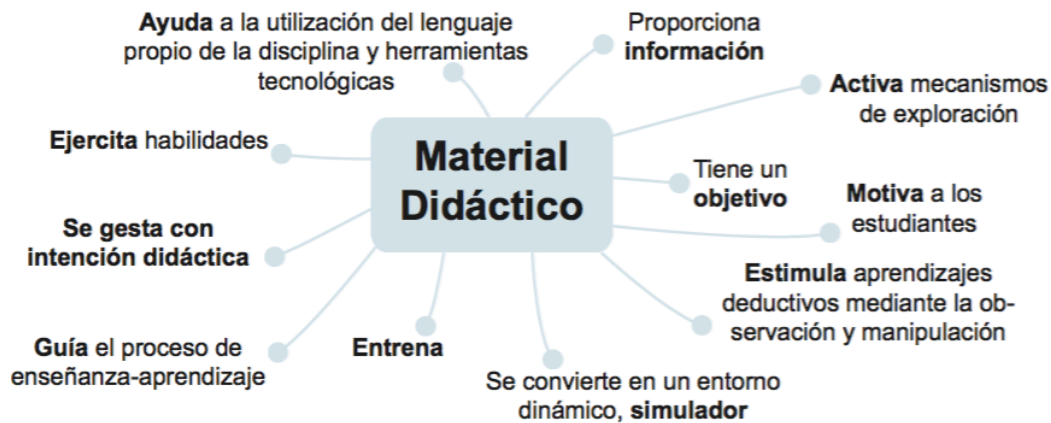 Ayuda a la utilización del lenguaje
propio de la disciplina y herramientas
tecnológicas
Proporciona
información
Activa mecanismos
de exploración
Ejercita habilidades
Material
Didáctico
Tiene un
objetivo
Motiva a los
estudiantes
Se gesta con
intención didáctica
Estimula aprendizajes
deductivos mediante la ob-
servación y manipulación
Guía el proceso de
enseñanza-aprendizaje
Entrena
Se convierte en un entorno
dinámico, simulador